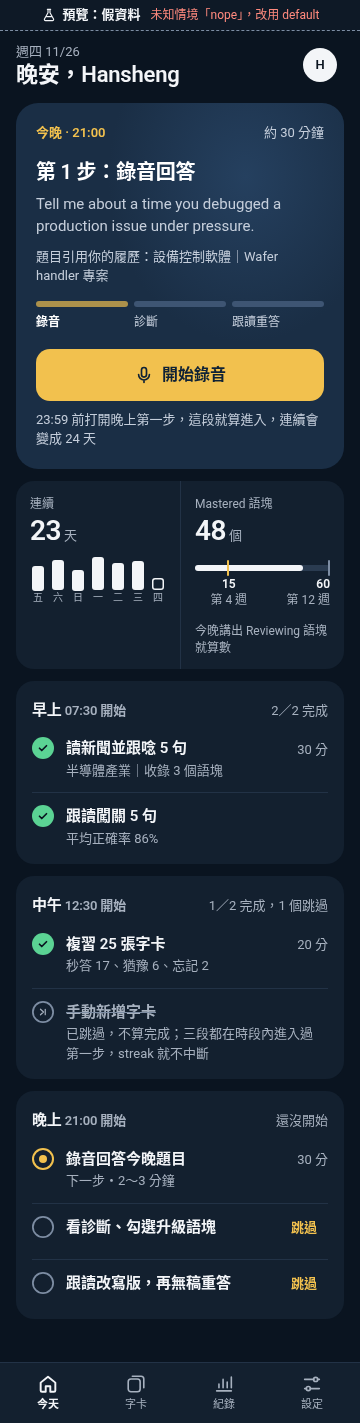 預覽：假資料 未知情境「nope」，改用 default
週四 11/26
晚安，Hansheng
H
今晚 · 21:00 約 30 分鐘
第 1 步：錄音回答
Tell me about a time you debugged a
production issue under pressure.
題目引用你的履歷：設備控制軟體｜Wafer
handler 專案
錄音 診斷 跟讀重答
開始錄音
23:59 前打開晚上第一步，這段就算進入，連續會
變成 24 天
連續
23 天
五 六 日 一 二 三 四
Mastered 語塊
48 個
15 60
第 4 週 第 12 週
今晚講出 Reviewing 語塊
就算數
早上 07:30 開始 2／2 完成
讀新聞並跟唸 5 句 30 分
半導體產業｜收錄 3 個語塊
跟讀闖關 5 句
平均正確率 86%
中午 12:30 開始 1／2 完成，1 個跳過
複習 25 張字卡 20 分
秒答 17、猶豫 6、忘記 2
手動新增字卡
已跳過，不算完成；三段都在時段內進入過
第一步，streak 就不中斷
晚上 21:00 開始 還沒開始
錄音回答今晚題目 30 分
下一步・2～3 分鐘
看診斷、勾選升級語塊 跳過
跟讀改寫版，再無稿重答 跳過
今天 字卡 紀錄 設定